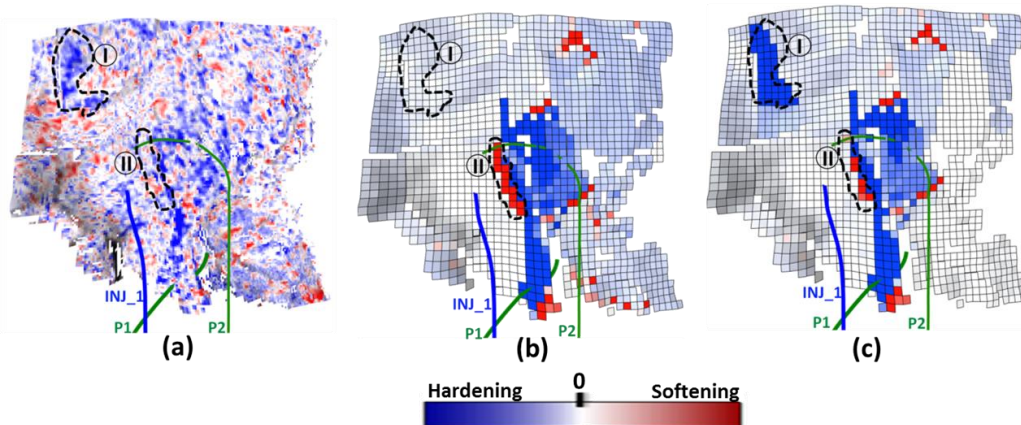 I
I
I
II
II
II
INJ_1
INJ_1
INJ_1
P1
P2
P1
P2
P1
P2
(a)
(b)
(c)
Hardening
0
Softening